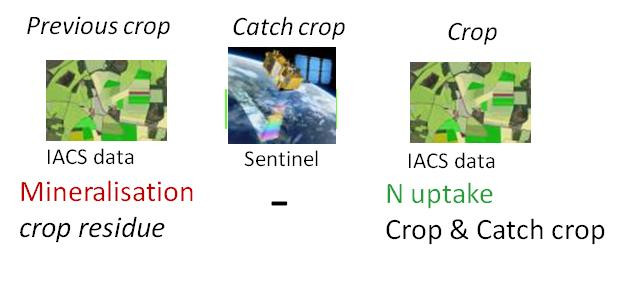 Previous crop
Catch crop
Crop
IACS data
Sentinel
IACS data
Mineralisation
crop residue
-
N uptake
Crop & Catch crop